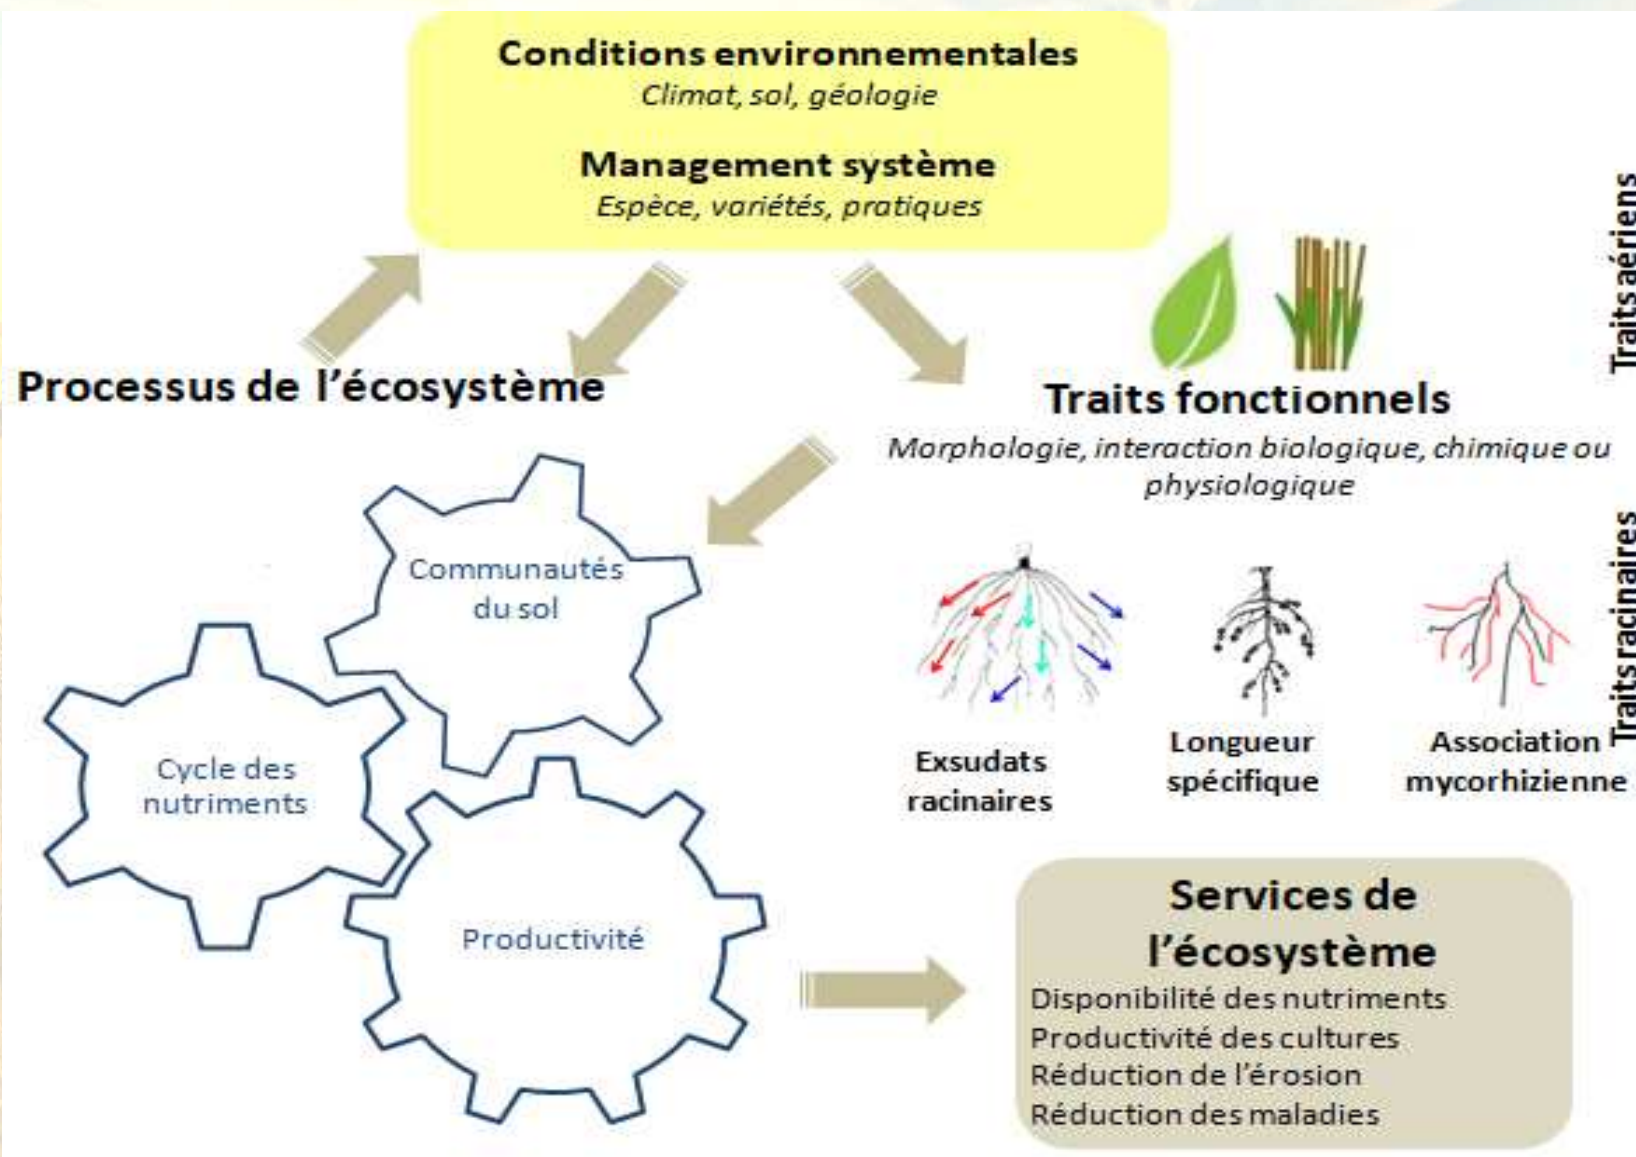 Conditions environnementales
Climat, sol, géologie
Management système
Espèce, variétés, pratiques
Traits aériens
Processus de l'écosystème
Traits fonctionnels
Morphologie, interaction biologique, chimique ou
physiologique
Communautés
du sol
Cycle des
nutriments
Productivité
Traits racinaires
Exsudats
racinaires
Longueur
spécifique
Association
mycorhizienne
Services de
l'écosystème
Disponibilité des nutriments
Productivité des cultures
Réduction de l'érosion
Réduction des maladies